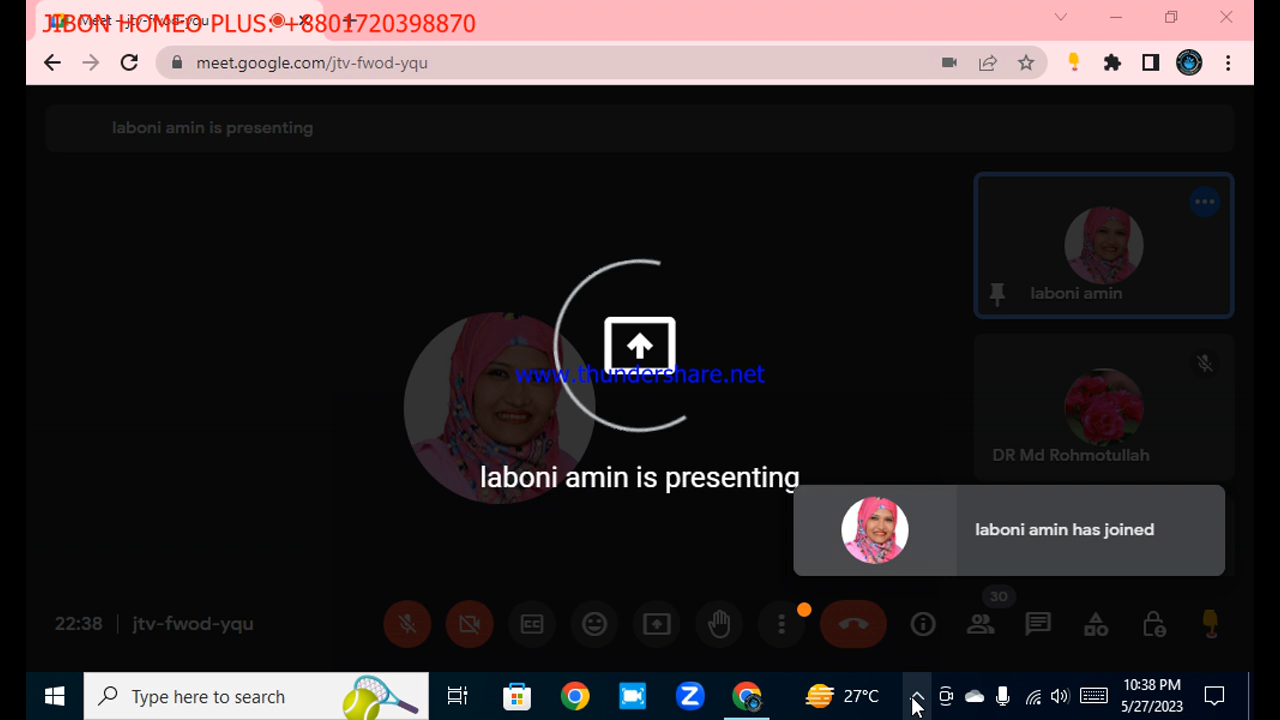 JIBON HOMEO PLUS: +8801720398870
meet.google.com/jtv-fwod-yqu
laboni amin is presenting
laboni amin
www.thundershare.net
DR Md Rohmotullah
laboni amin is presenting
laboni amin has joined
30
22:38 | jtv-fwod-yqu
Type here to search
27°C
10:38 PM
5/27/2023